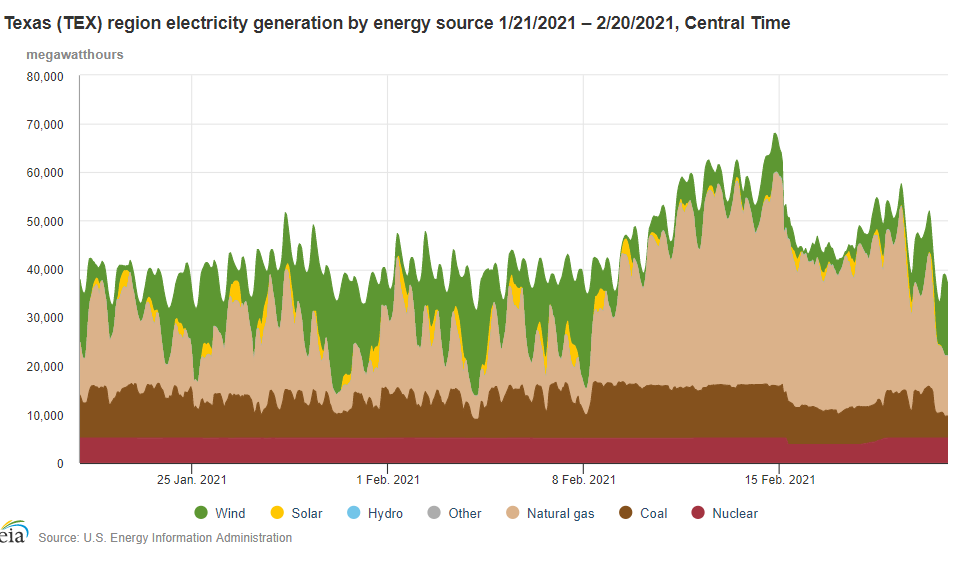 Texas (TEX) region electricity generation by energy source 1/21/2021 – 2/20/2021, Central Time
megawatthours
80,000
70,000
60,000
50,000
40,000
30,000
20,000
10,000
0
25 Jan. 2021 1 Feb. 2021 8 Feb. 2021 15 Feb. 2021
Wind Solar Hydro Other Natural gas Coal Nuclear
eia Source: U.S. Energy Information Administration